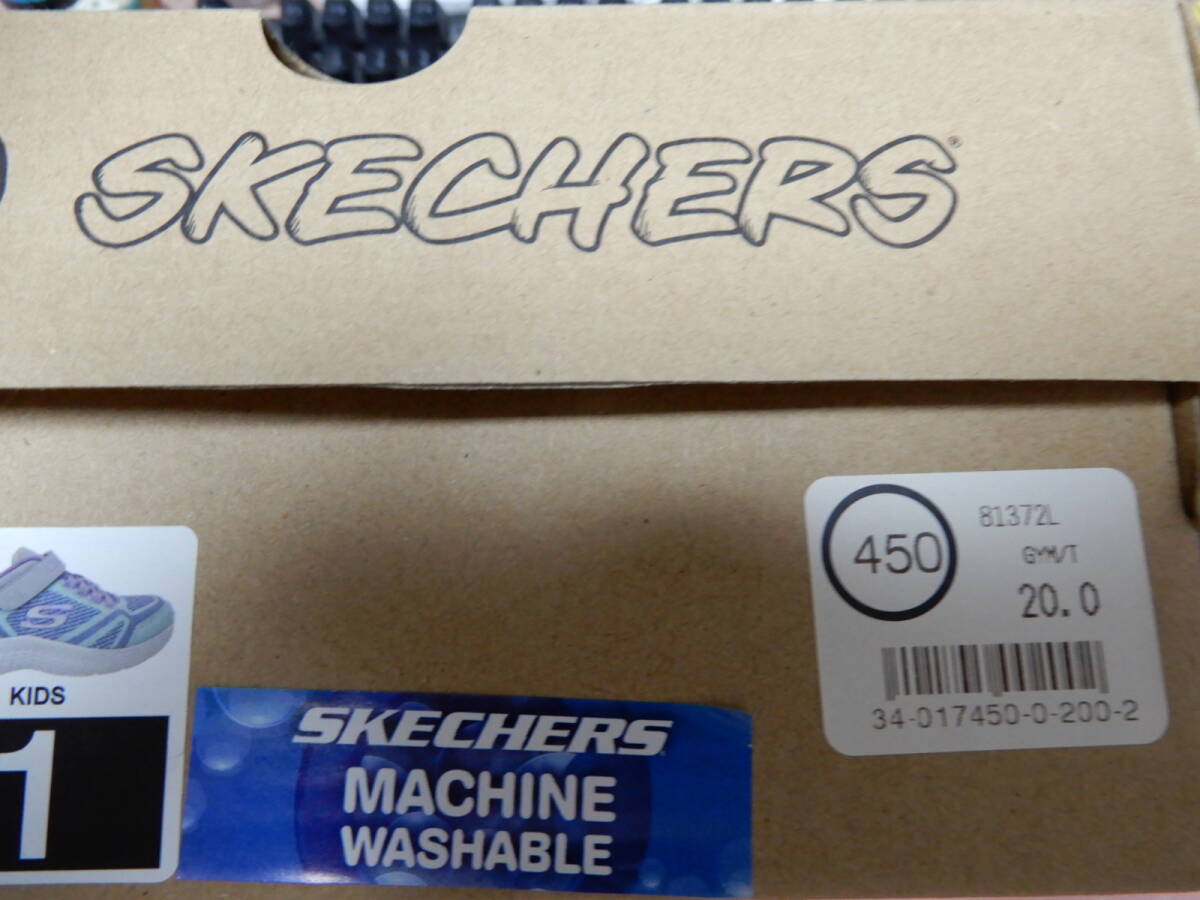 SKECHERS®
450
81372L
GYM/T
20.0
34-017450-0-200-2
S
KIDS
1
SKECHERS
MACHINE
WASHABLE